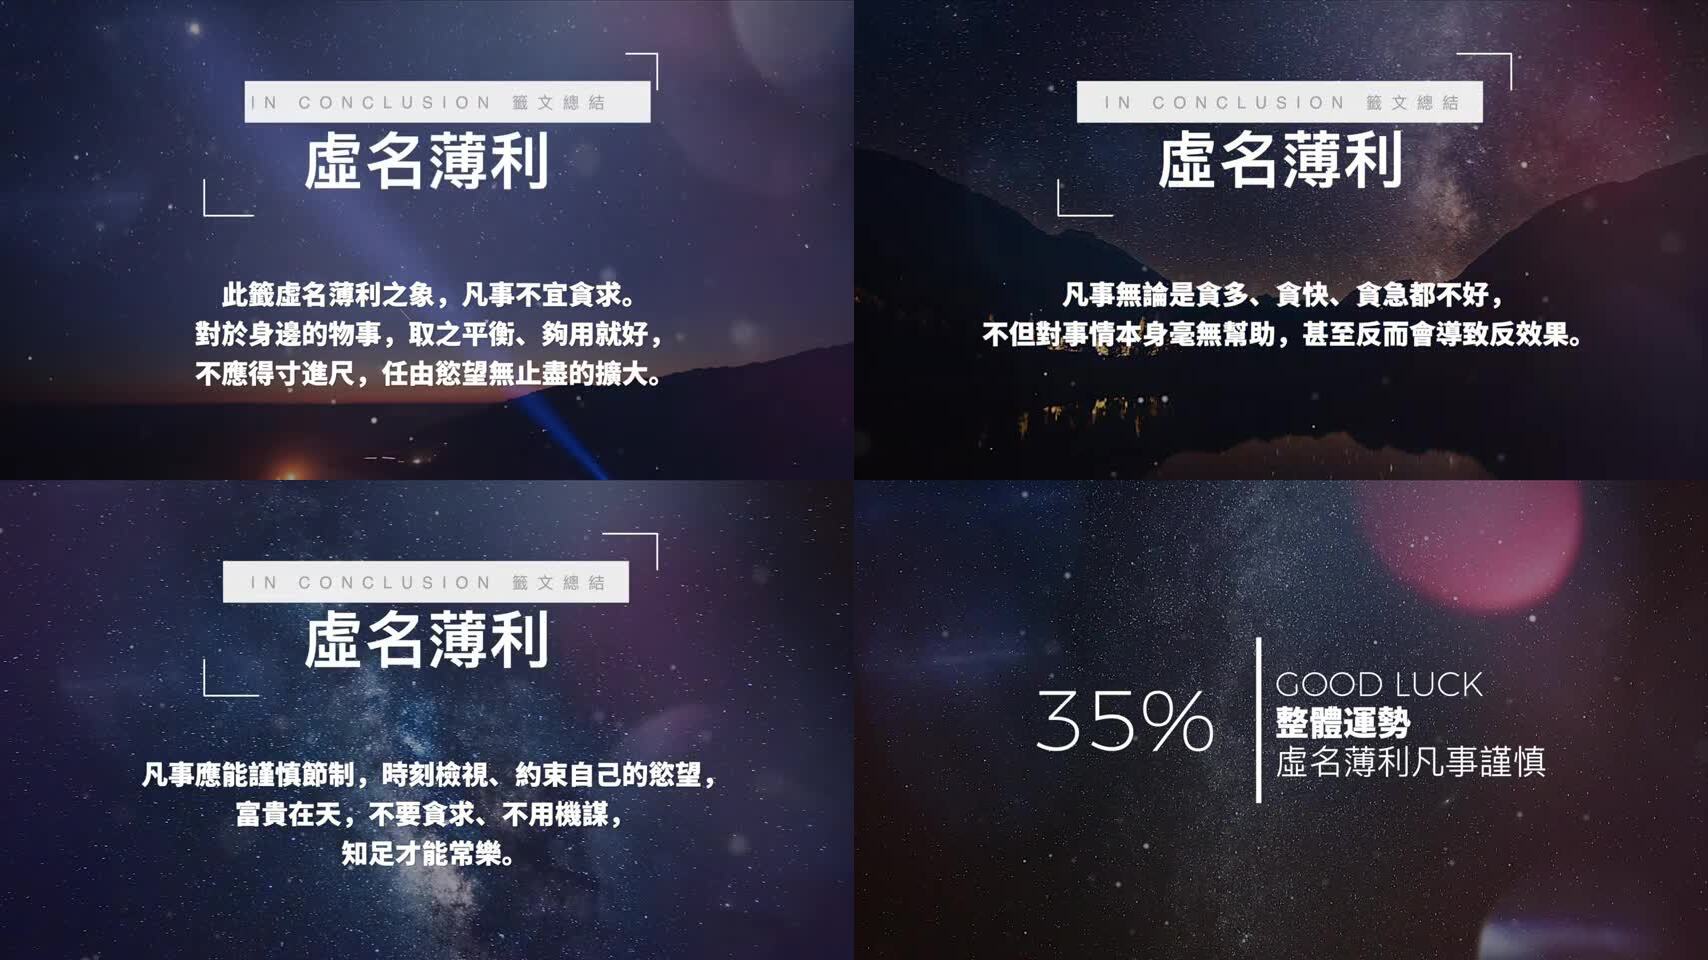 IN CONCLUSION 籤文總結
虛名薄利
此籤虛名薄利之象，凡事不宜貪求。
對於身邊的物事，取之平衡、夠用就好，
不應得寸進尺，任由慾望無止盡的擴大。
IN CONCLUSION 籤文總結
虛名薄利
凡事無論是貪多、貪快、貪急都不好，
不但對事情本身毫無幫助，甚至反而會導致反效果。
IN CONCLUSION 籤文總結
虛名薄利
凡事應能謹慎節制，時刻檢視、約束自己的慾望，
富貴在天，不要貪求、不用機謀，
知足才能常樂。
35%
GOOD LUCK
整體運勢
虛名薄利凡事謹慎